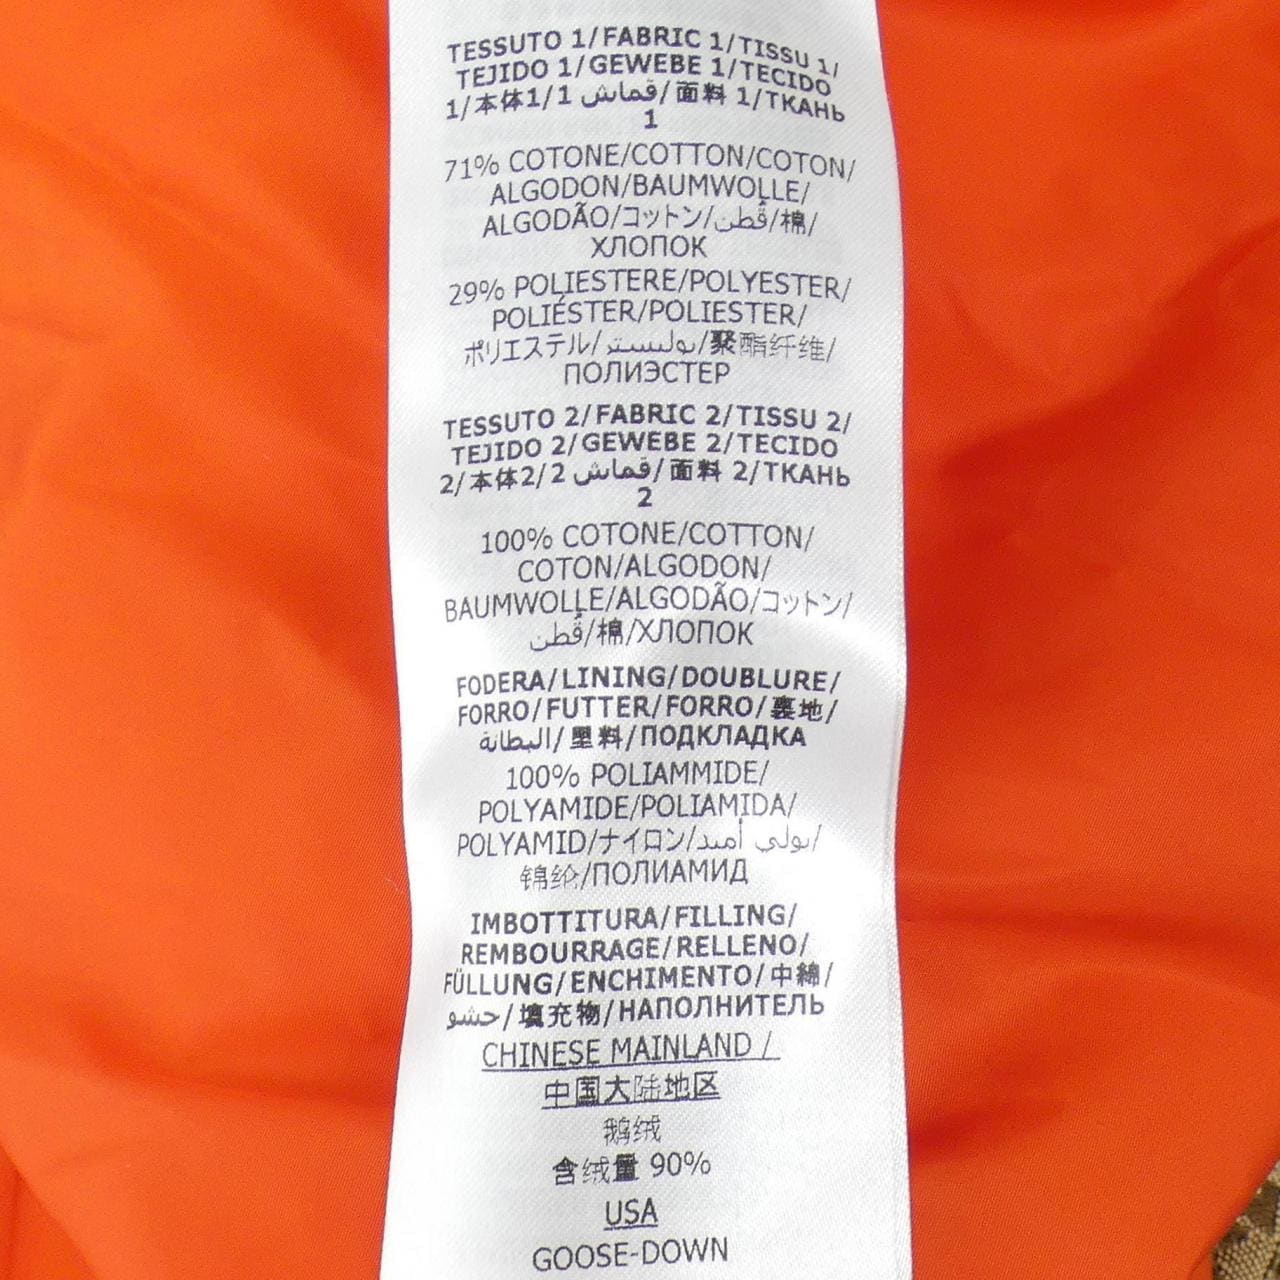 TESSUTO 1/FABRIC 1/TISSU 1/
TEJIDO 1/GEWEBE 1/TECIDO
1/本体1/1 قماش/面料 1/ТКАНЬ
1
71% COTONE/COTTON/COTON/
ALGODON/BAUMWOLLE/
ALGODÃO/コットン/قُطن/棉/
ХЛОПОК
29% POLIESTERE/POLYESTER/
POLIÉSTER/POLIESTER/
ポリエステル/بوليستر/聚酯纤维/
ПОЛИЭСТЕР
TESSUTO 2/FABRIC 2/TISSU 2/
TEJIDO 2/GEWEBE 2/TECIDO
2/本体2/2 قماش/面料 2/ТКАНЬ
2
100% COTONE/COTTON/
COTON/ALGODON/
BAUMWOLLE/ALGODÃO/コットン/
قُطن/棉/ХЛОПОК
FODERA/LINING/DOUBLURE/
FORRO/FUTTER/FORRO/裏地/
البطانة/里料/ПОДКЛАДКА
100% POLIAMMIDE/
POLYAMIDE/POLIAMIDA/
POLYAMID/ナイロン/بولي أميد/
锦纶/ПОЛИАМИД
IMBOTTITURA/FILLING/
REMBOURRAGE/RELLENO/
FÜLLUNG/ENCHIMENTO/中綿/
حشو/填充物/НАПОЛНИТЕЛЬ
CHINESE MAINLAND /
中国大陆地区
鹅绒
含绒量 90%
USA
GOOSE-DOWN